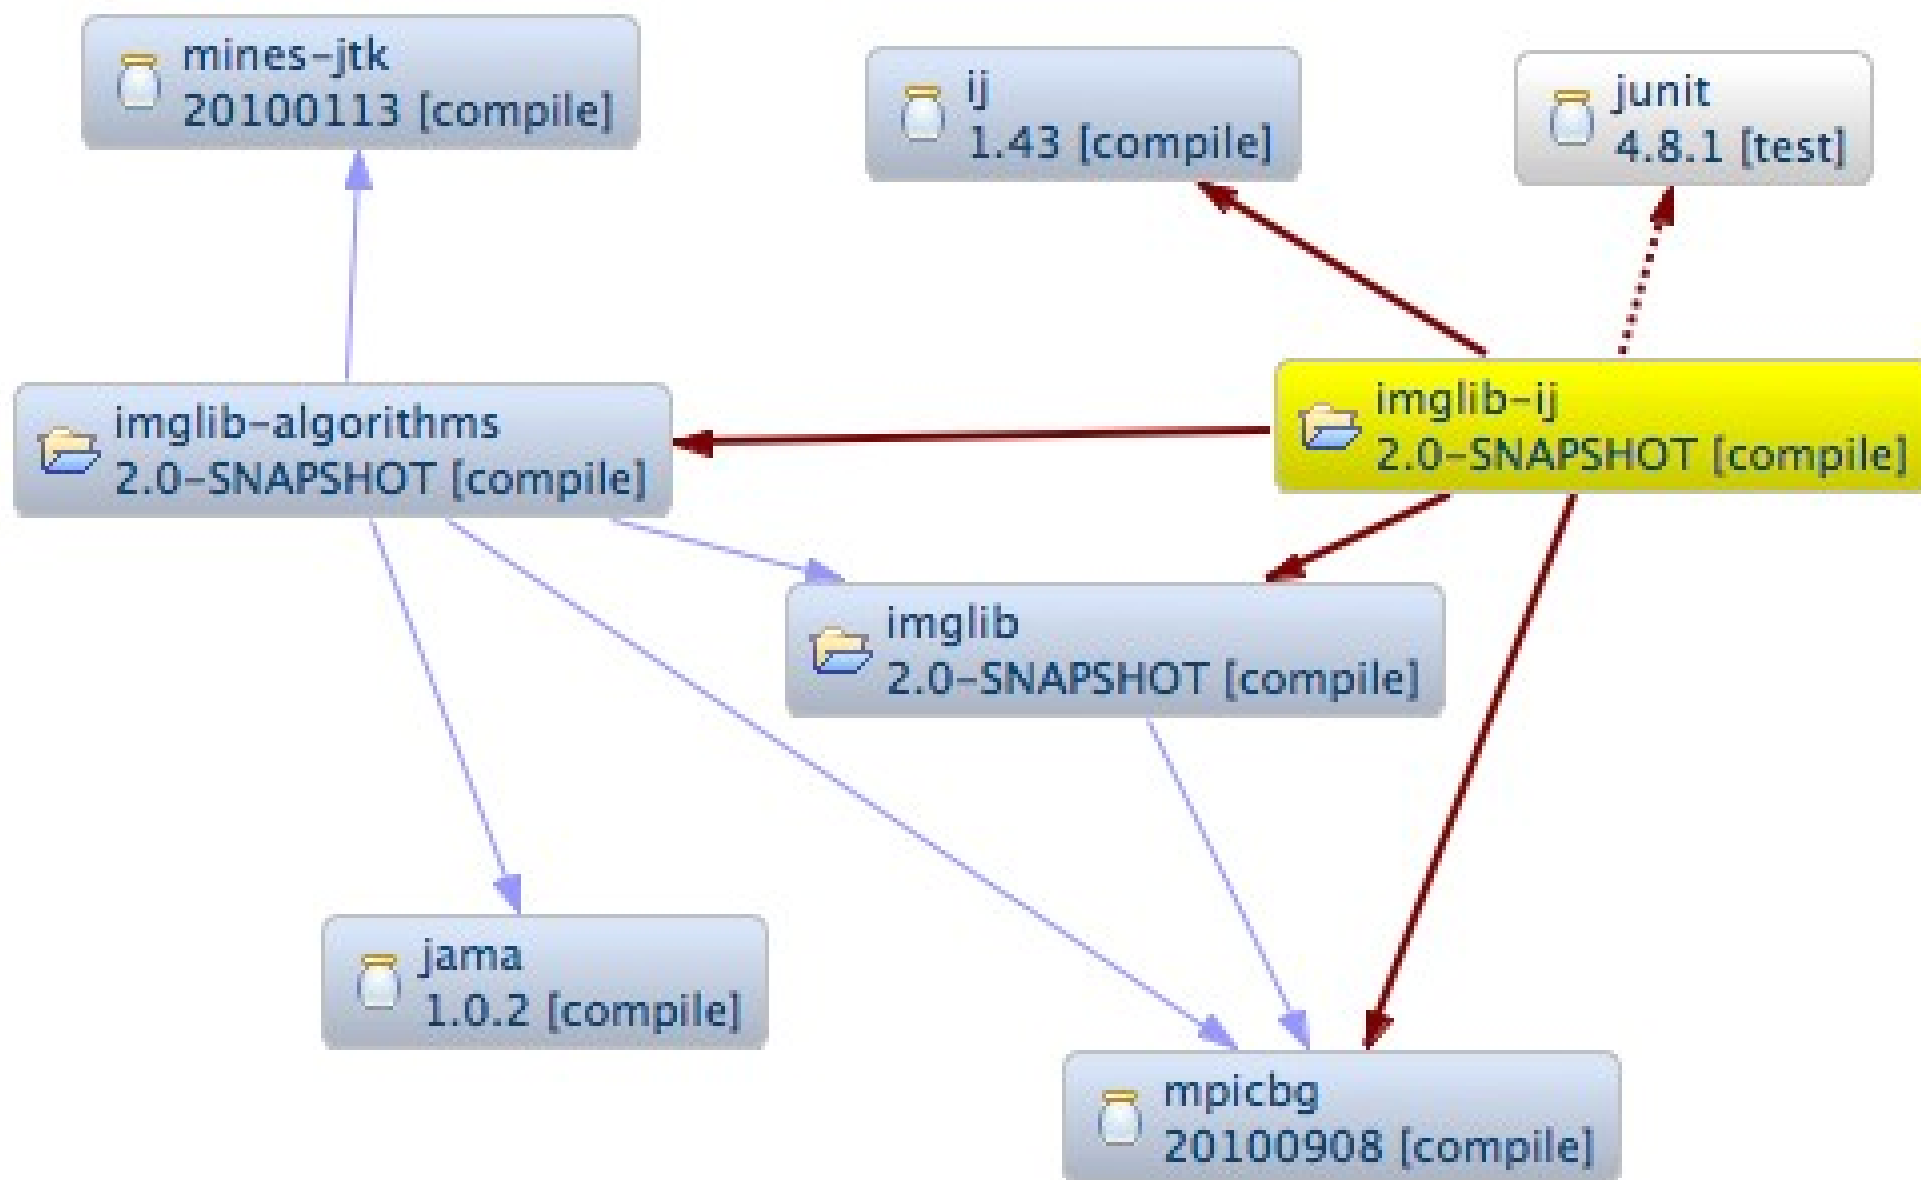 mines-jtk
20100113 [compile]
ij
1.43 [compile]
junit
4.8.1 [test]
imglib-algorithms
2.0-SNAPSHOT [compile]
imglib-ij
2.0-SNAPSHOT [compile]
imglib
2.0-SNAPSHOT [compile]
jama
1.0.2 [compile]
mpicbg
20100908 [compile]